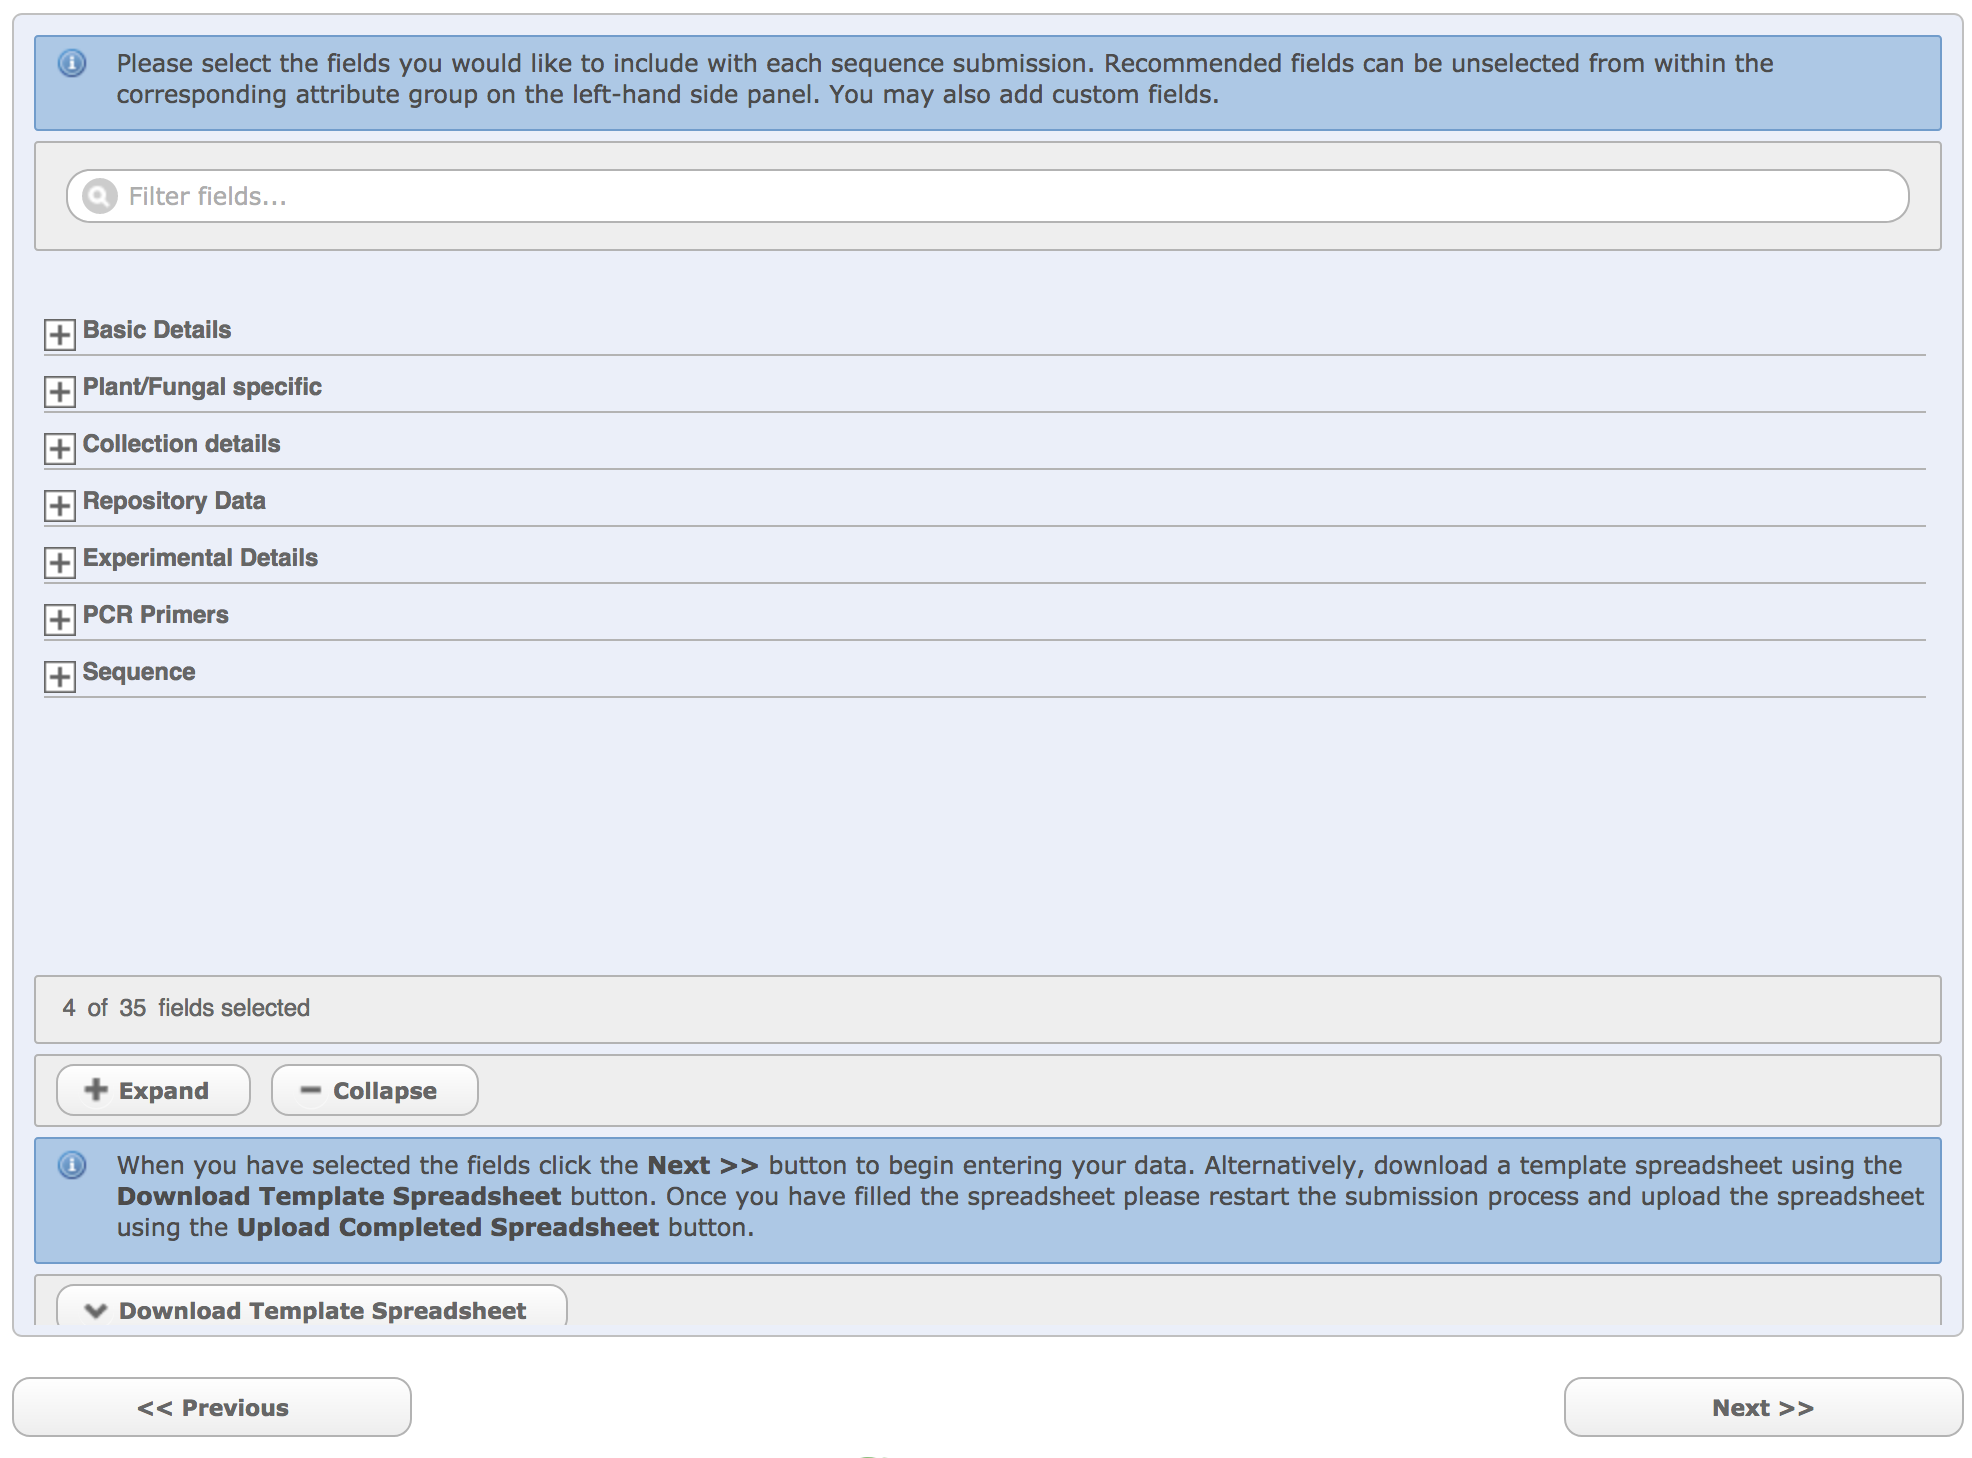 Please select the fields you would like to include with each sequence submission. Recommended fields can be unselected from within the
corresponding attribute group on the left-hand side panel. You may also add custom fields.
Filter fields...
Basic Details
Plant/Fungal specific
Collection details
Repository Data
Experimental Details
PCR Primers
Sequence
4 of 35 fields selected
Expand
Collapse
When you have selected the fields click the Next >> button to begin entering your data. Alternatively, download a template spreadsheet using the
Download Template Spreadsheet button. Once you have filled the spreadsheet please restart the submission process and upload the spreadsheet
using the Upload Completed Spreadsheet button.
Download Template Spreadsheet
<< Previous
Next >>